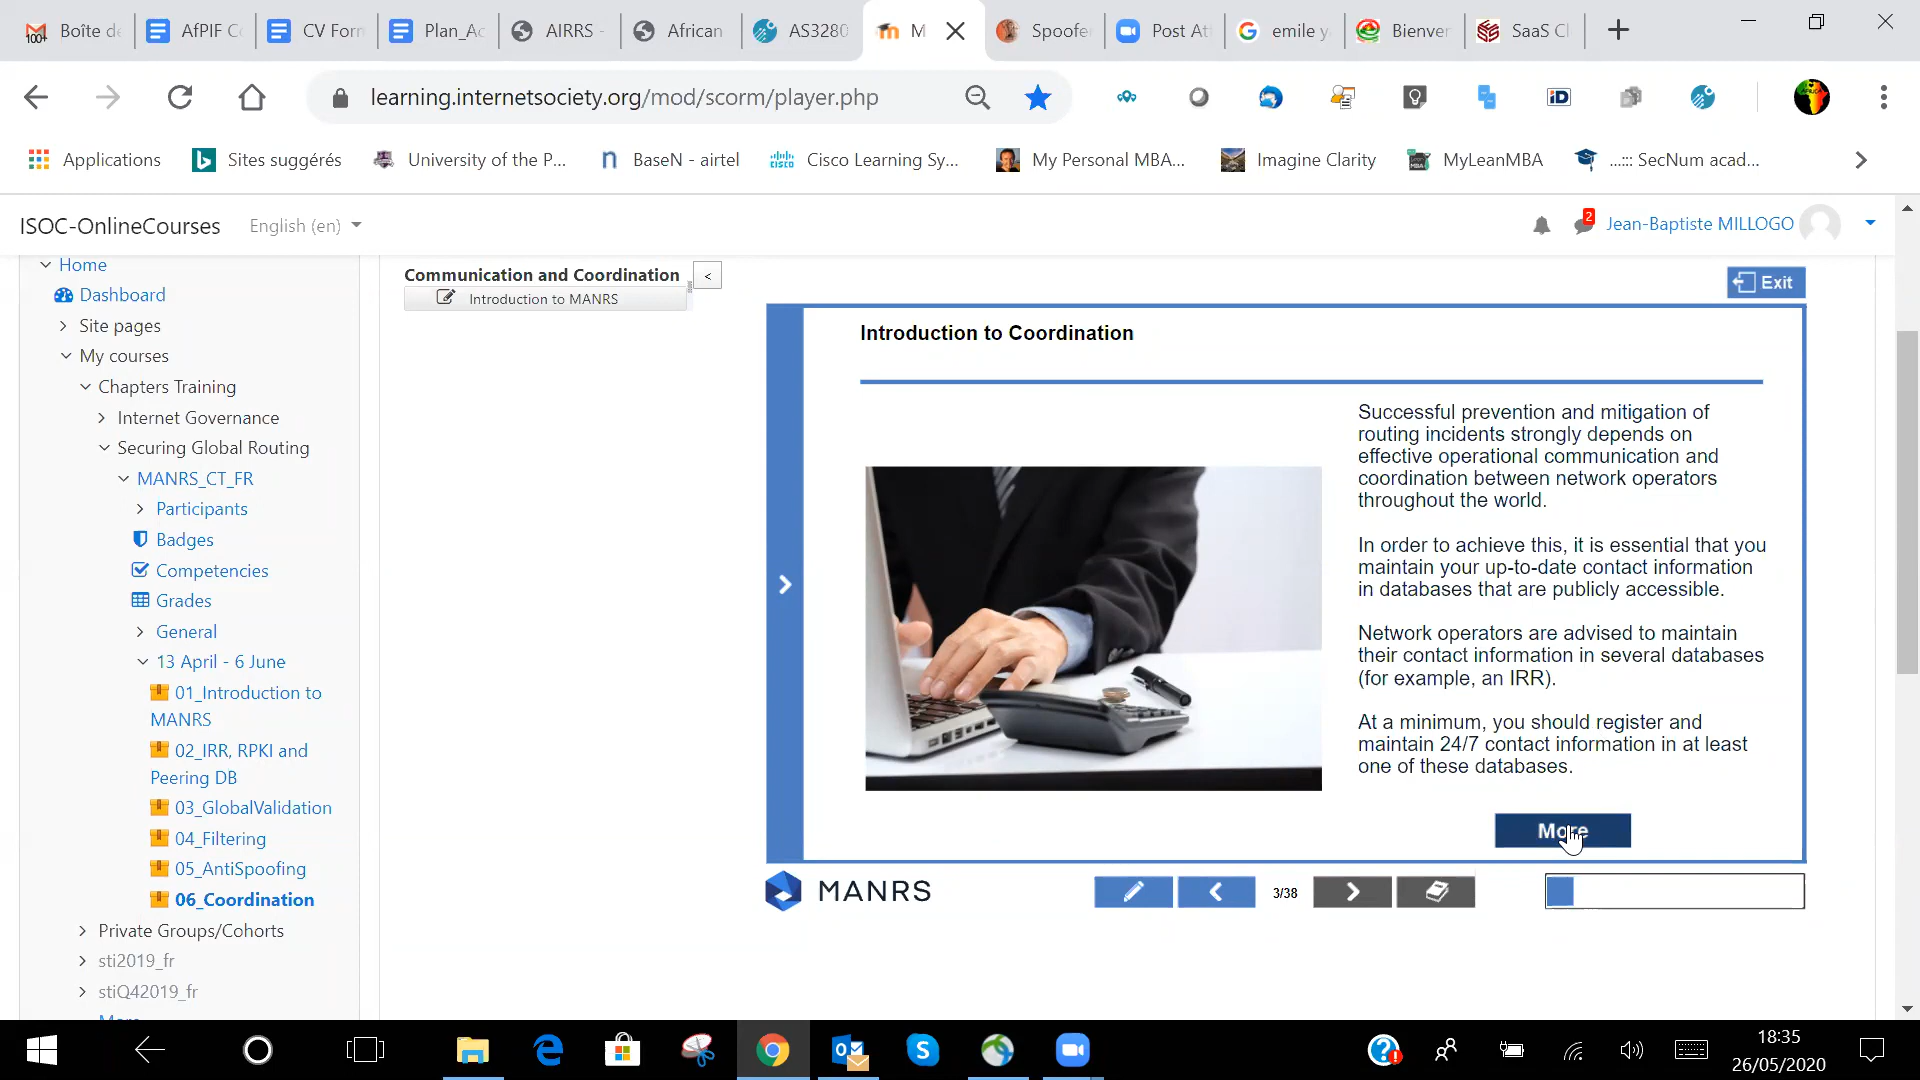 Boîte de
AfPIF C
CV Forr
Plan_Ac
AIRRS -
African
AS3280
M
Spoofe
Post At
emile y
Bienver
SaaS Cl
learning.internetsociety.org/mod/scorm/player.php
Applications
Sites suggérés
University of the P...
BaseN - airtel
Cisco Learning Sy...
My Personal MBA...
Imagine Clarity
MyLeanMBA
...::: SecNum acad...
ISOC-OnlineCourses
English (en)
2
Jean-Baptiste MILLOGO
Home
Dashboard
Site pages
My courses
Chapters Training
Internet Governance
Securing Global Routing
MANRS_CT_FR
Participants
Badges
Competencies
Grades
General
13 April - 6 June
01_Introduction to
MANRS
02_IRR, RPKI and
Peering DB
03_GlobalValidation
04_Filtering
05_AntiSpoofing
06_Coordination
Private Groups/Cohorts
sti2019_fr
stiQ42019_fr
Communication and Coordination
<
Introduction to MANRS
Exit
Introduction to Coordination
Successful prevention and mitigation of
routing incidents strongly depends on
effective operational communication and
coordination between network operators
throughout the world.
In order to achieve this, it is essential that you
maintain your up-to-date contact information
in databases that are publicly accessible.
Network operators are advised to maintain
their contact information in several databases
(for example, an IRR).
At a minimum, you should register and
maintain 24/7 contact information in at least
one of these databases.
More
MANRS
3/38
18:35
26/05/2020